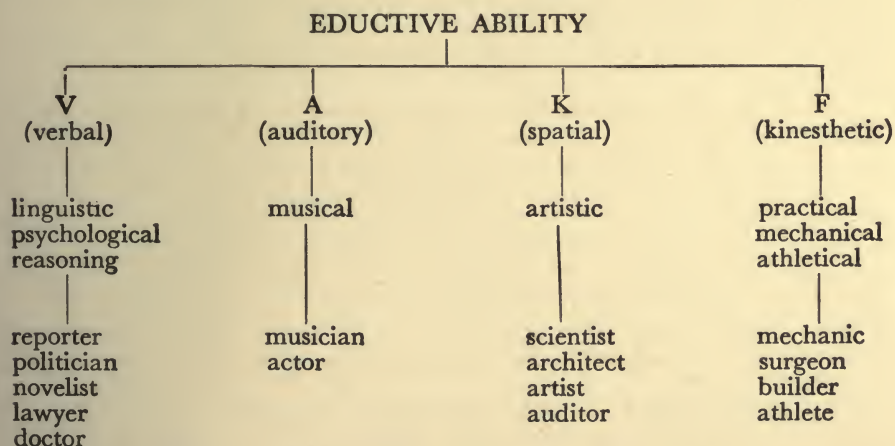 EDUCTIVE ABILITY
V A K F
(verbal) (auditory) (spatial) (kinesthetic)
linguistic musical artistic practical
psychological mechanical
reasoning athletical
reporter musician scientist mechanic
politician actor architect surgeon
novelist artist builder
lawyer auditor athlete
doctor